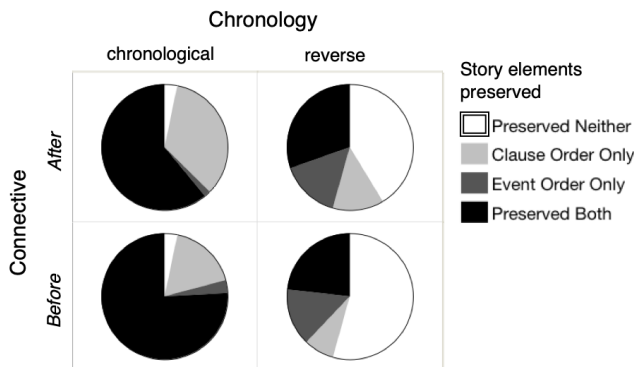 Chronology
chronological
reverse
Connective
After
Before
Story elements
preserved
Preserved Neither
Clause Order Only
Event Order Only
Preserved Both